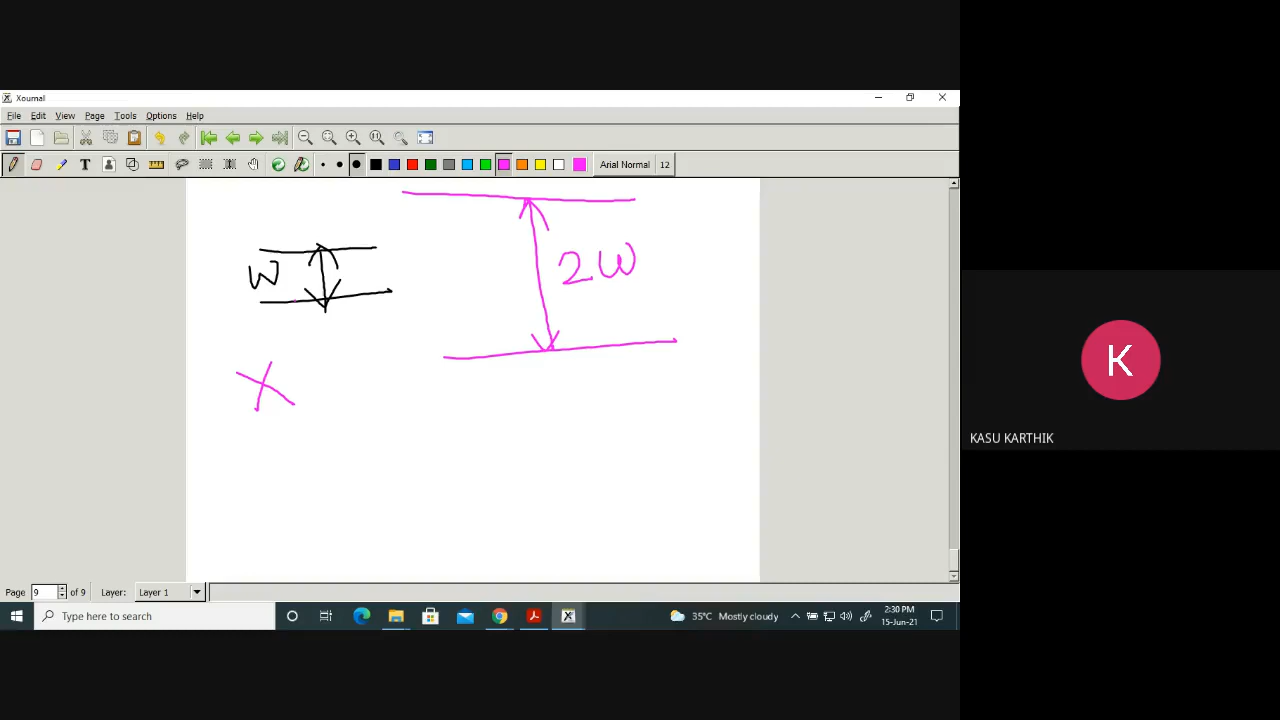 Xournal
File Edit View Page Tools Options Help
T Arial Normal 12
2W
W
X
Page 9 of 9 Layer: Layer 1
Type here to search
35°C Mostly cloudy
2:30 PM
15-Jun-21
K
KASU KARTHIK